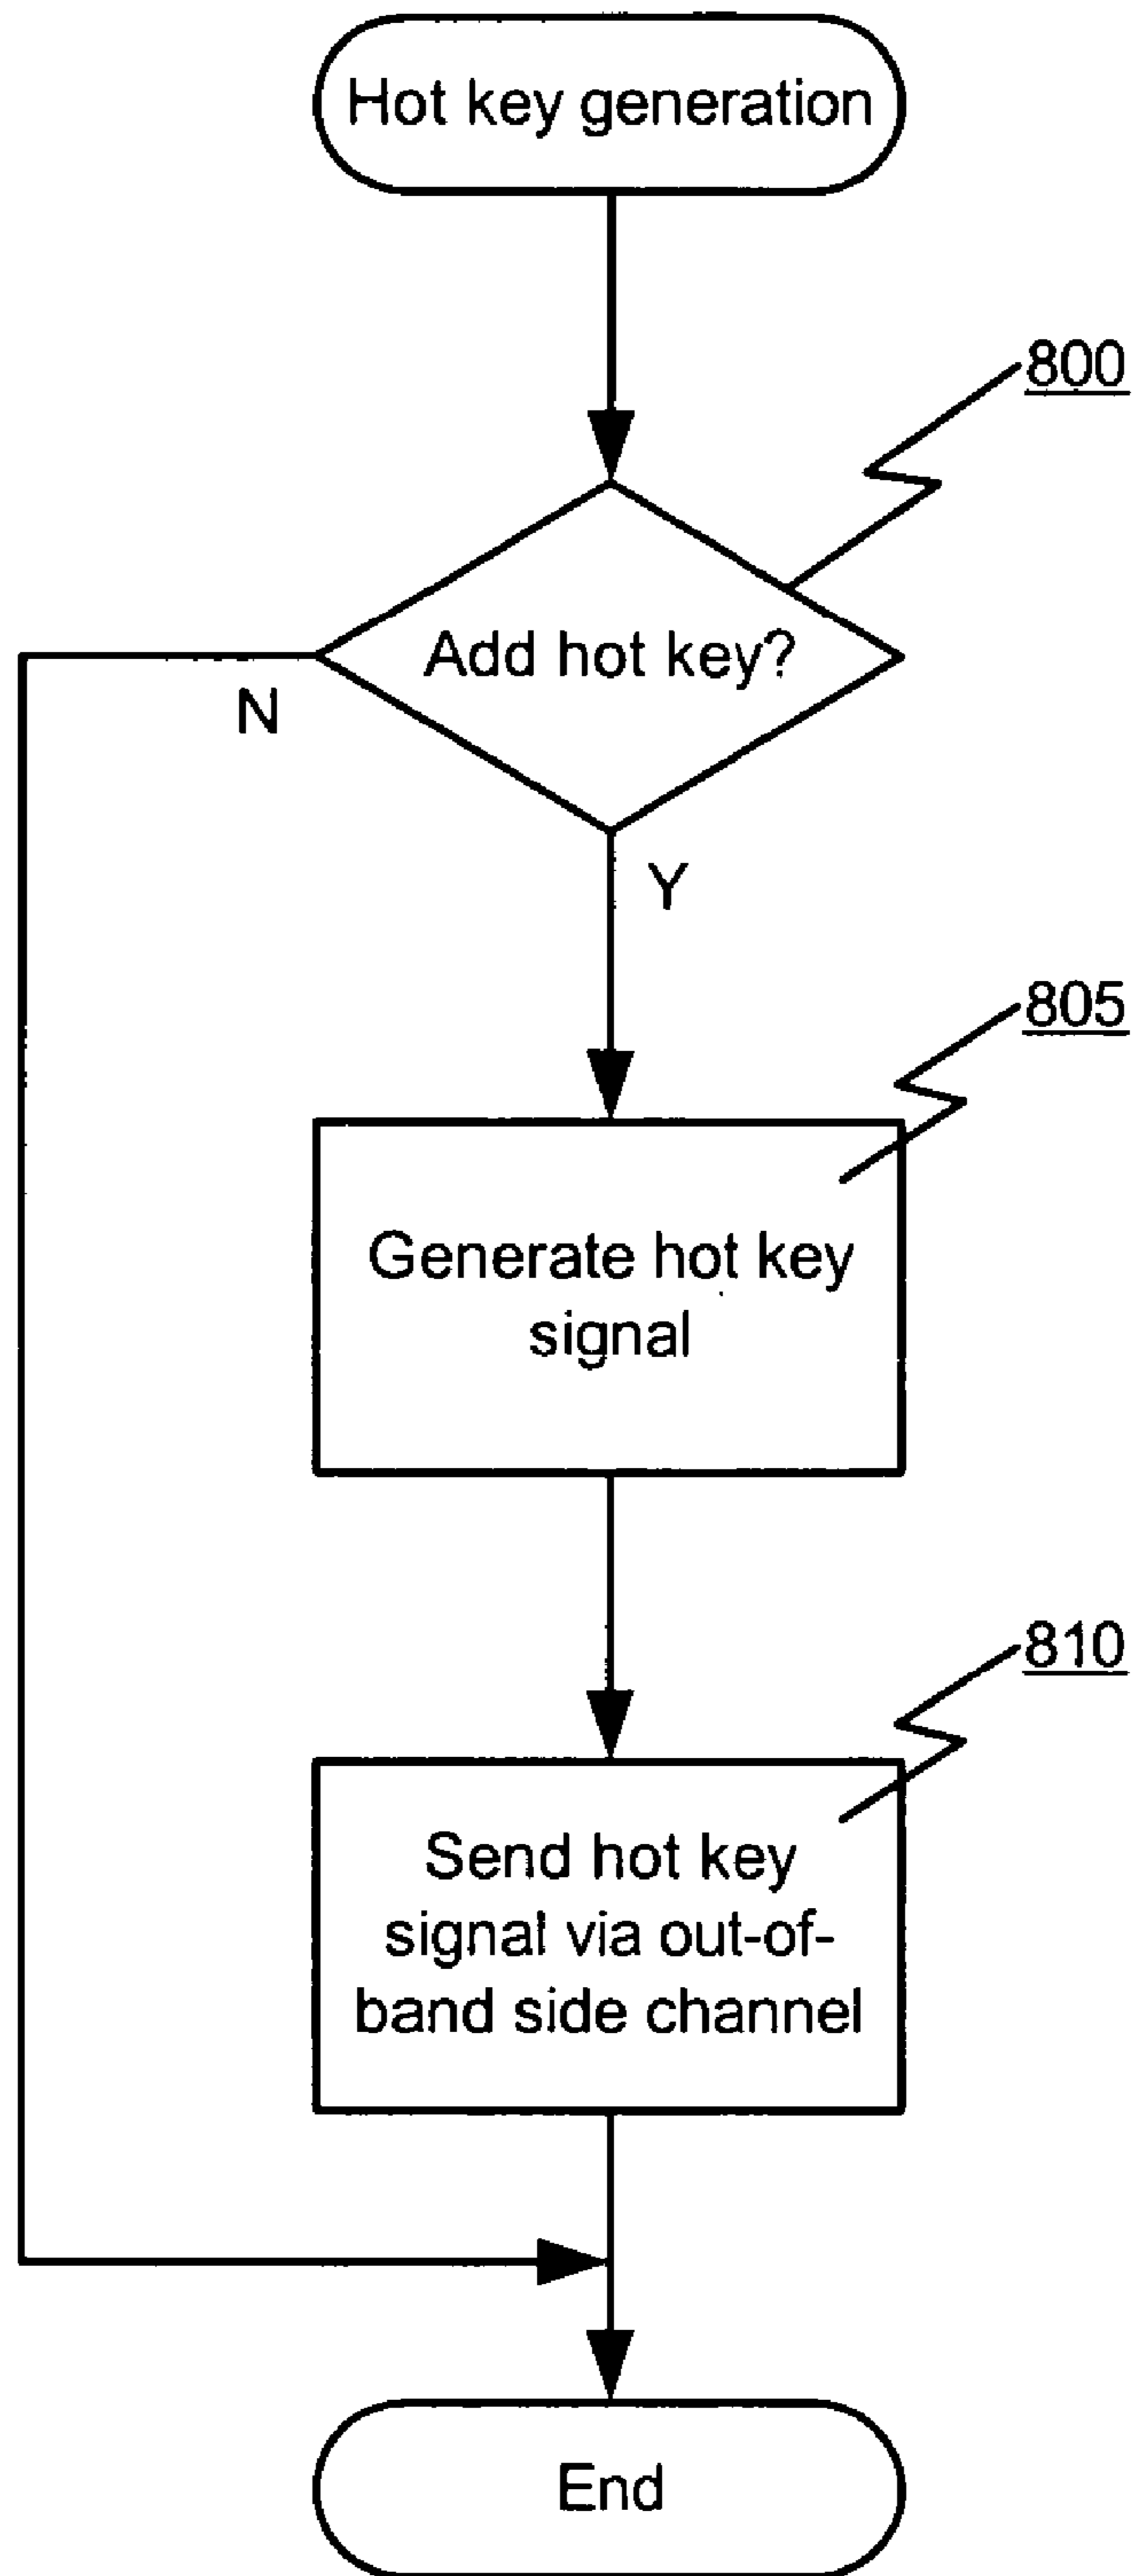 Hot key generation
800
Add hot key?
N
Y
805
Generate hot key
signal
810
Send hot key
signal via out-of-
band side channel
End